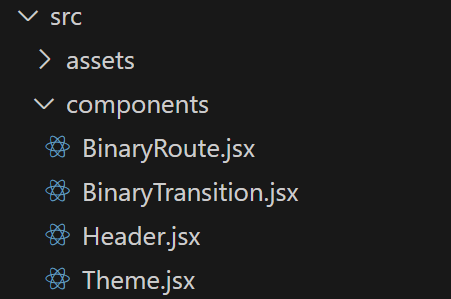 src
assets
components
BinaryRoute.jsx
BinaryTransition.jsx
Header.jsx
Theme.jsx